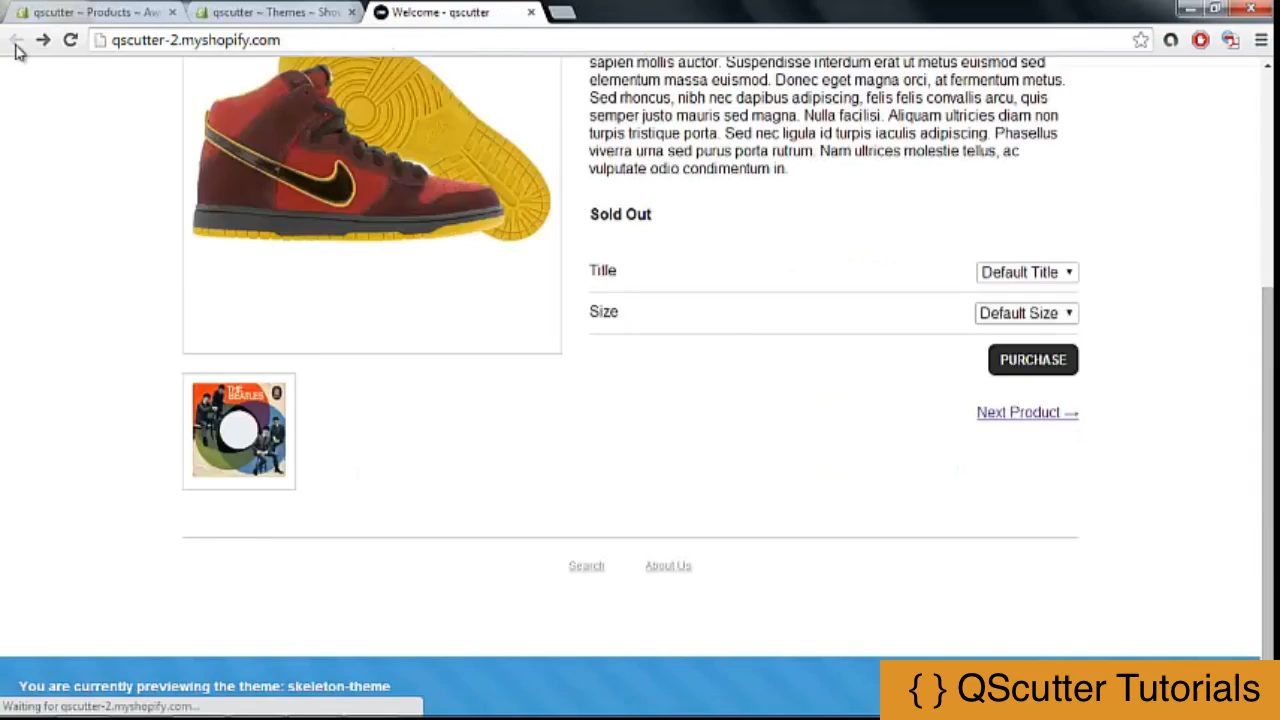 qscutter ~ Products ~ Aw
qscutter ~ Themes ~ Sho
Welcome - qscutter
qscutter-2.myshopify.com
sapien mollis auctor. Suspendisse interdum erat ut metus euismod sed
elementum massa euismod. Donec eget magna orci, at fermentum metus.
Sed rhoncus, nibh nec dapibus adipiscing, felis felis convallis arcu, quis
semper justo mauris sed magna. Nulla facilisi. Aliquam ultricies diam non
turpis tristique porta. Sed nec ligula id turpis iaculis adipiscing. Phasellus
viverra urna sed purus porta rutrum. Nam ultrices molestie tellus, ac
vulputate odio condimentum in.
Sold Out
Title
Default Title
Size
Default Size
PURCHASE
Next Product →
THE
BEATLES
Search
About Us
You are currently previewing the theme: skeleton-theme
Waiting for qscutter-2.myshopify.com...
{ } QScutter Tutorials